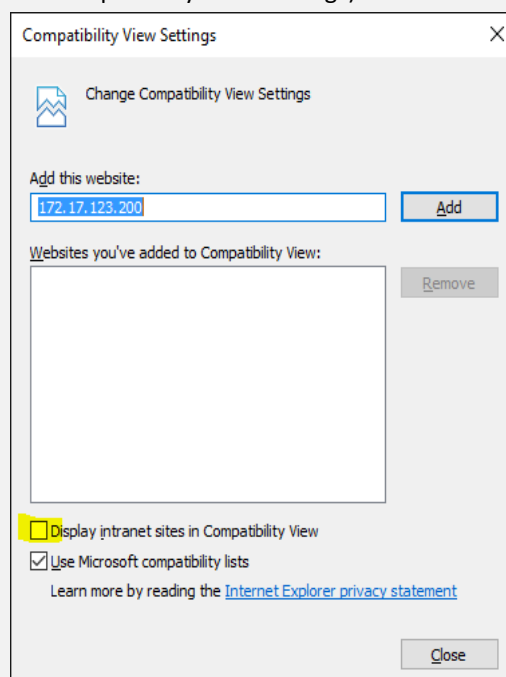 Compatibility View Settings
Change Compatibility View Settings
Add this website:
172.17.123.200
Add
Websites you've added to Compatibility View:
Remove
Display intranet sites in Compatibility View
Use Microsoft compatibility lists
Learn more by reading the Internet Explorer privacy statement
Close